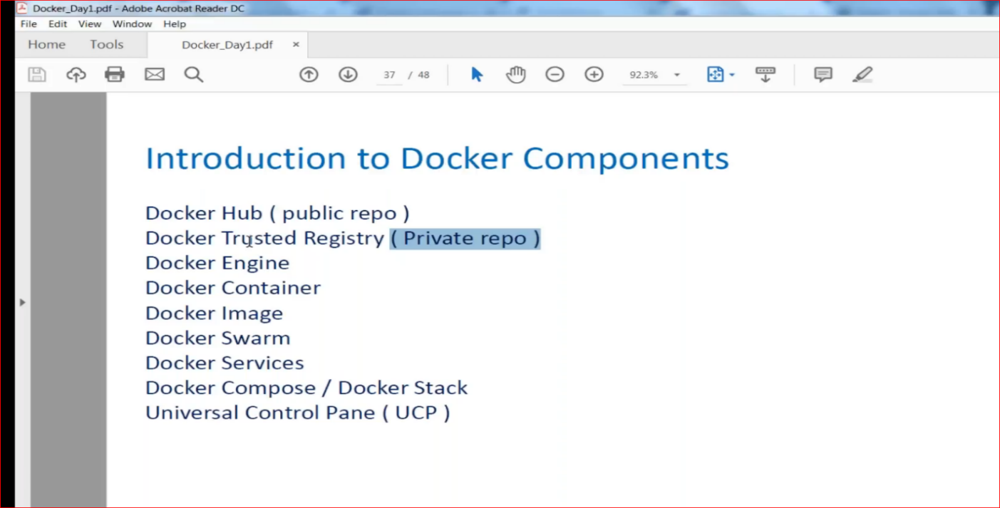 Docker_Day1.pdf - Adobe Acrobat Reader DC
File Edit View Window Help
Home Tools Docker_Day1.pdf ×
37 / 48 92.3%
Introduction to Docker Components
Docker Hub ( public repo )
Docker Trusted Registry ( Private repo )
Docker Engine
Docker Container
Docker Image
Docker Swarm
Docker Services
Docker Compose / Docker Stack
Universal Control Pane ( UCP )